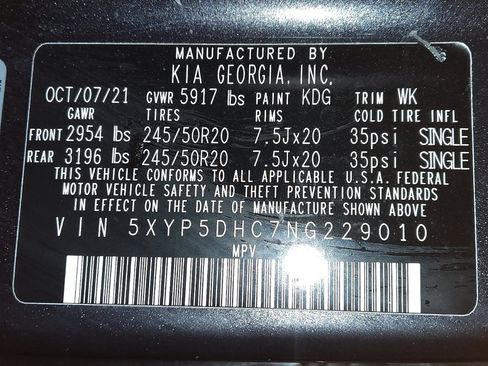 MANUFACTURED BY
KIA GEORGIA, INC.
OCT/07/21 GVWR 5917 lbs PAINT KDG TRIM WK
GAWR TIRES RIMS COLD TIRE INFL
FRONT 2954 lbs 245/50R20 7.5Jx20 35psi SINGLE
REAR 3196 lbs 245/50R20 7.5Jx20 35psi SINGLE
THIS VEHICLE CONFORMS TO ALL APPLICABLE U.S.A. FEDERAL
MOTOR VEHICLE SAFETY AND THEFT PREVENTION STANDARDS
IN EFFECT ON THE DATE OF MANUFACTURE SHOWN ABOVE
VIN 5XYP5DHC7NG229010
MPV